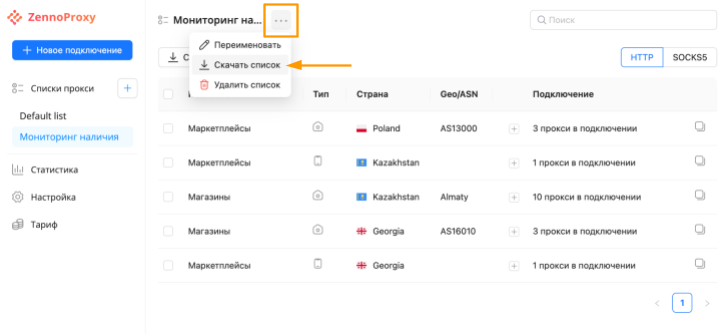 ZennoProxy
+ Новое подключение
Списки прокси
+
Default list
Мониторинг наличия
Статистика
Настройка
Тариф
Мониторинг на... ...
Поиск
Переименовать
Скачать список
Удалить список
HTTP SOCKS5
Тип Страна Geo/ASN Подключение
Маркетплейсы Poland AS13000 + 3 прокси в подключении
Маркетплейсы Kazakhstan + 1 прокси в подключении
Магазины Kazakhstan Almaty + 10 прокси в подключении
Магазины Georgia AS16010 + 3 прокси в подключении
Маркетплейсы Georgia + 1 прокси в подключении
< 1 >